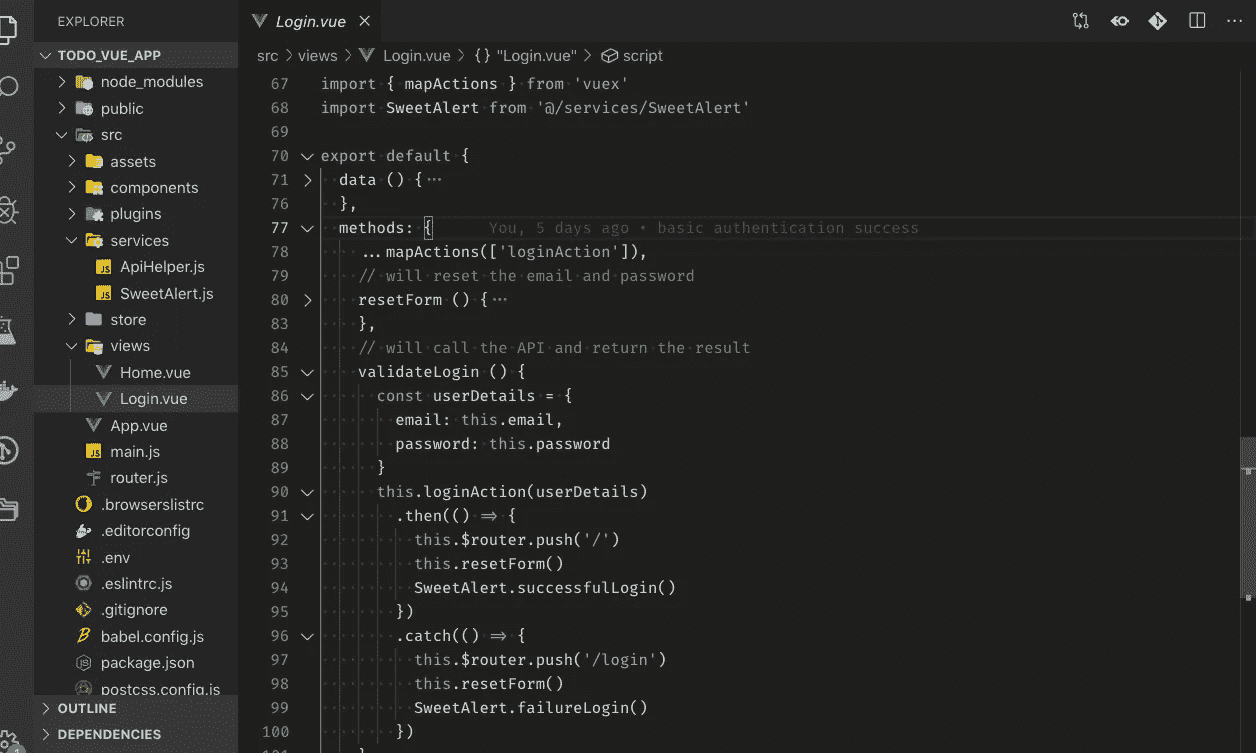 EXPLORER
TODO_VUE_APP
node_modules
public
src
assets
components
plugins
services
JS ApiHelper.js
JS SweetAlert.js
store
views
Home.vue
Login.vue
App.vue
JS main.js
router.js
.browserslistrc
.editorconfig
.env
.eslintrc.js
.gitignore
babel.config.js
package.json
postcss.config.js
OUTLINE
DEPENDENCIES
1
Login.vue
src > views > Login.vue > {} "Login.vue" > script
67 import { mapActions } from 'vuex'
68 import SweetAlert from '@/services/SweetAlert'
69
70 export default {
71 data () {…
76 },
77 methods: { You, 5 days ago • basic authentication success
78 ...mapActions(['loginAction']),
79 // will reset the email and password
80 resetForm () {…
83 },
84 // will call the API and return the result
85 validateLogin () {
86 const userDetails = {
87 email: this.email,
88 password: this.password
89 }
90 this.loginAction(userDetails)
91 .then(() ⇒ {
92 this.$router.push('/')
93 this.resetForm()
94 SweetAlert.successfulLogin()
95 })
96 .catch(() ⇒ {
97 this.$router.push('/login')
98 this.resetForm()
99 SweetAlert.failureLogin()
100 })